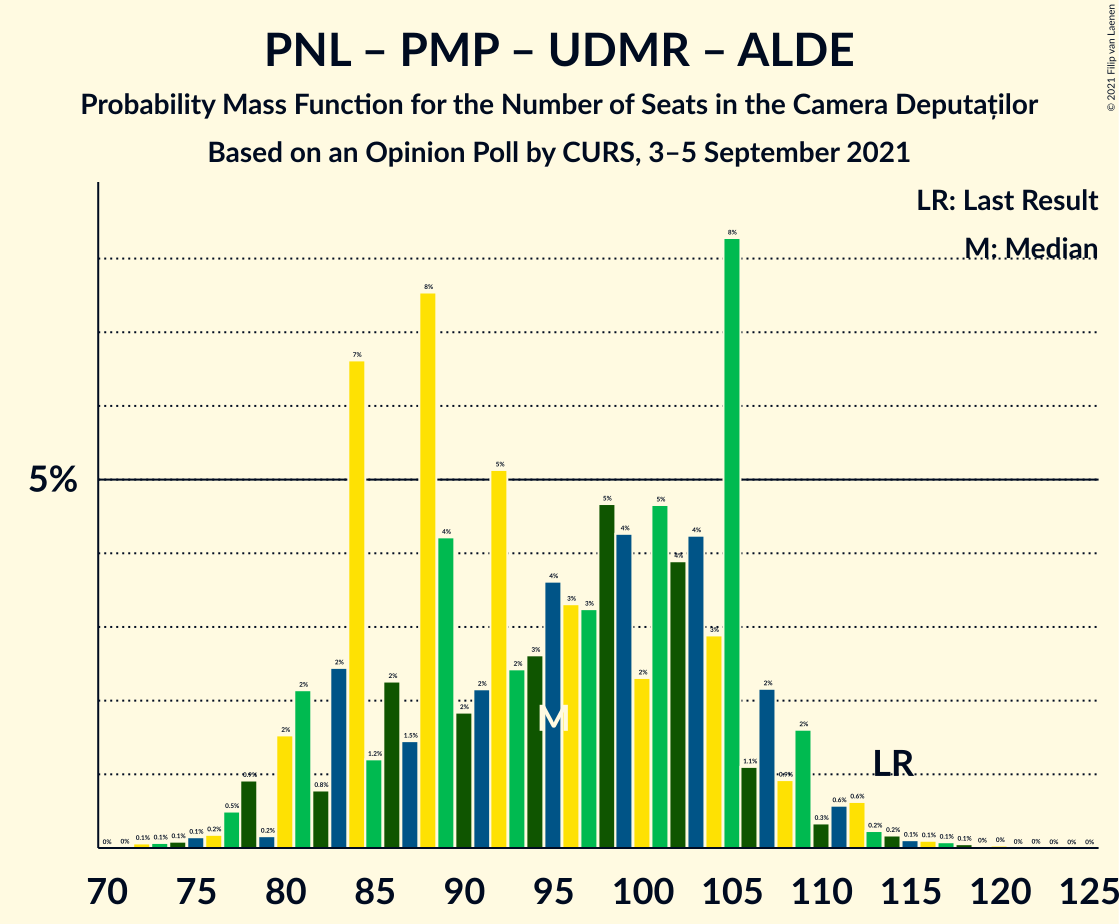 © 2021 Filip van Laenen
PNL – PMP – UDMR – ALDE
Probability Mass Function for the Number of Seats in the Camera Deputaților
Based on an Opinion Poll by CURS, 3–5 September 2021
LR: Last Result
M: Median
5%
0% 0% 0.1% 0.1% 0.1% 0.1% 0.2% 0.5% 0.9% 0.2% 2% 2% 0.8% 2% 7% 1.2% 2% 1.5% 8% 4% 2% 2% 5% 2% 3% 4% 3% 3% 5% 4% 2% 5% 4% 4% 3% 8% 1.1% 2% 0.9% 2% 0.3% 0.6% 0.6% 0.2% 0.2% 0.1% 0.1% 0.1% 0.1% 0% 0% 0% 0% 0% 0% 0%
M
LR
70 75 80 85 90 95 100 105 110 115 120 125